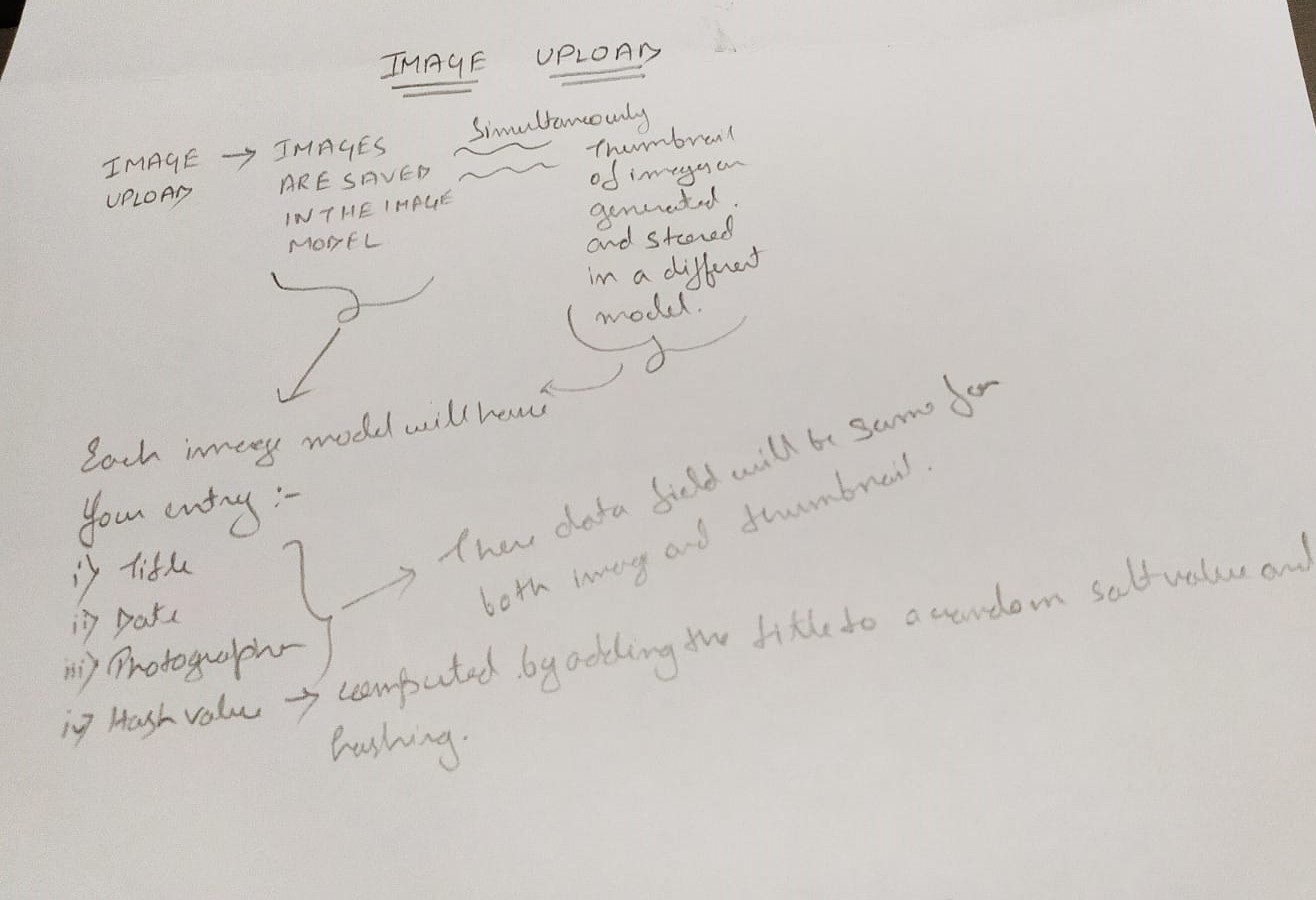 IMAGE UPLOAD
IMAGE → IMAGES
UPLOAD
ARE SAVED
IN THE IMAGE
MODEL
Simultaneously
Thumbnail
of images
generated.
and stored
in a different
model.
Each image model will have
four entry :-
i) Title
ii) Date
iii) Photographer
iv) Hash value → computed by adding the title to a random salt value and
hashing.
These data field will be same for
both image and thumbnail.